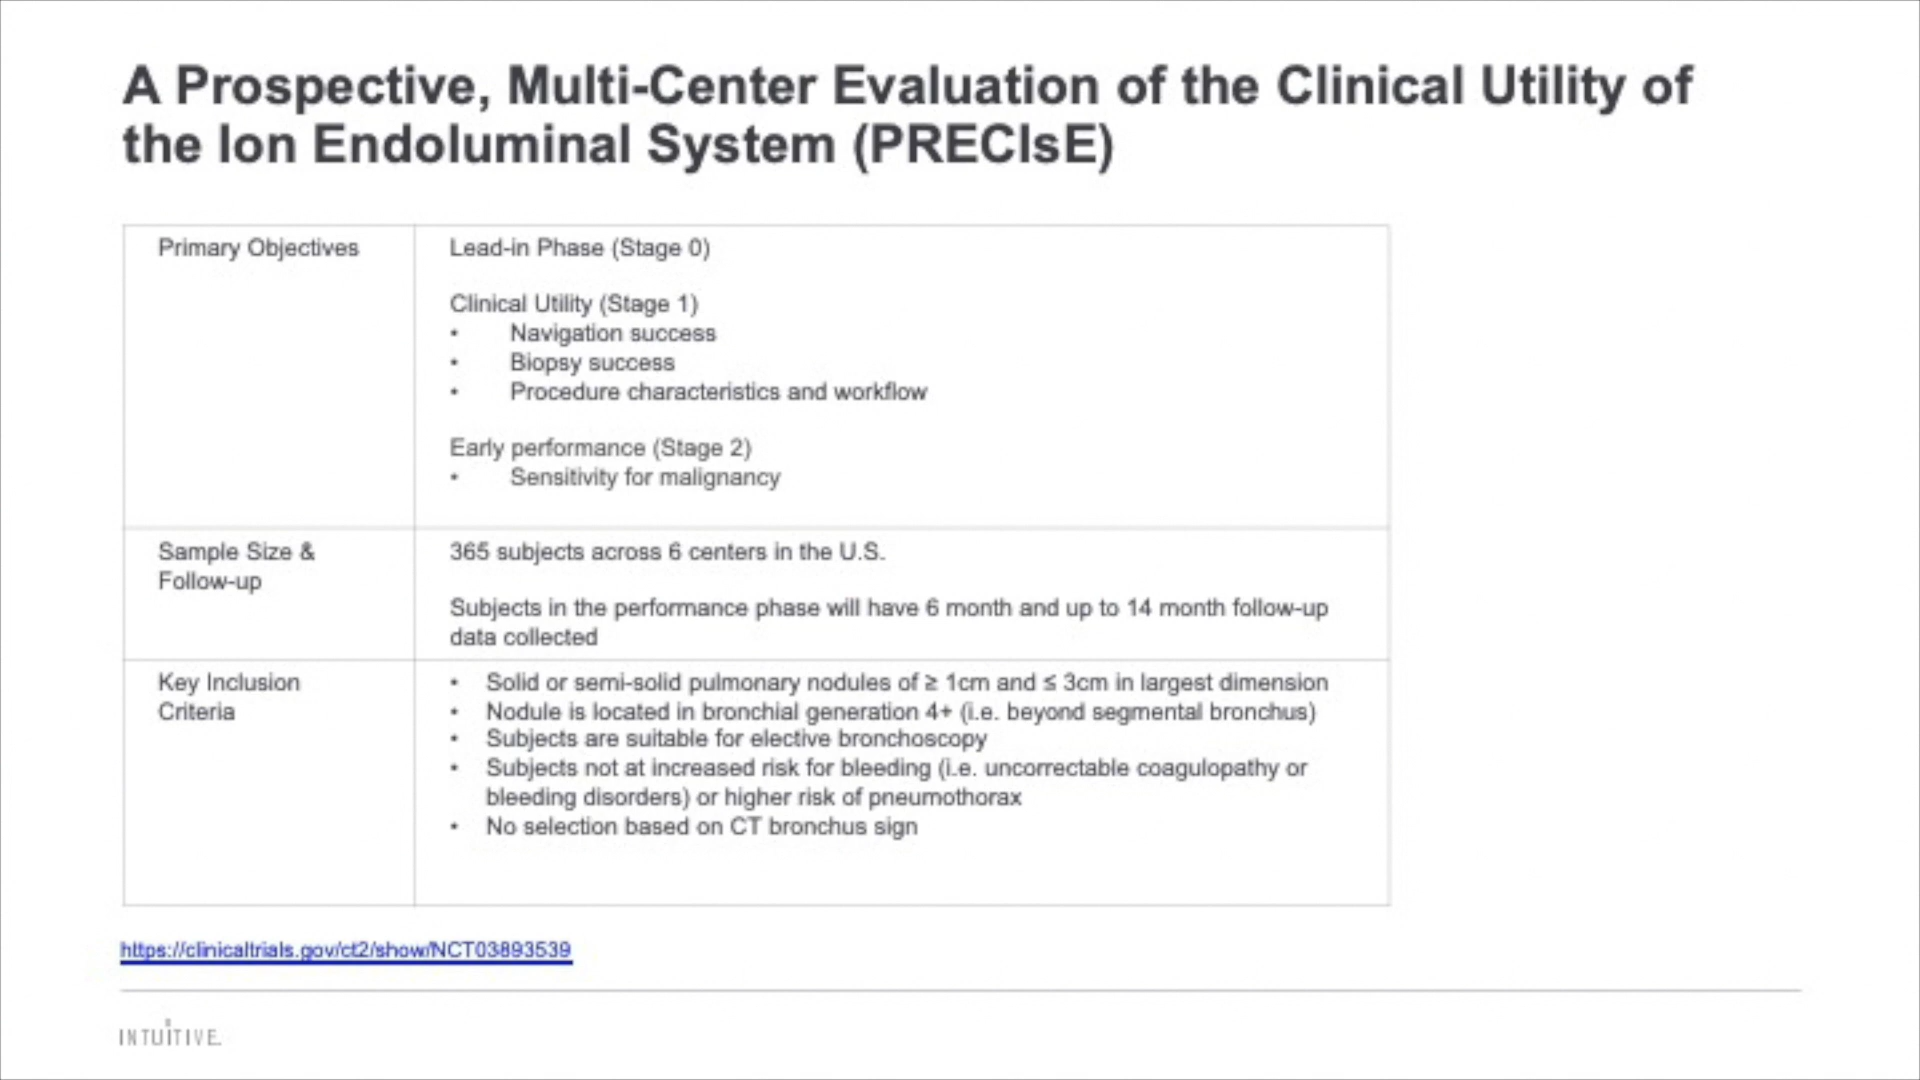 A Prospective, Multi-Center Evaluation of the Clinical Utility of
the Ion Endoluminal System (PRECIsE)
Primary Objectives
Lead-in Phase (Stage 0)
Clinical Utility (Stage 1)
• Navigation success
• Biopsy success
• Procedure characteristics and workflow
Early performance (Stage 2)
• Sensitivity for malignancy
Sample Size &
Follow-up
365 subjects across 6 centers in the U.S.
Subjects in the performance phase will have 6 month and up to 14 month follow-up
data collected
Key Inclusion
Criteria
• Solid or semi-solid pulmonary nodules of ≥ 1cm and ≤ 3cm in largest dimension
• Nodule is located in bronchial generation 4+ (i.e. beyond segmental bronchus)
• Subjects are suitable for elective bronchoscopy
• Subjects not at increased risk for bleeding (i.e. uncorrectable coagulopathy or
bleeding disorders) or higher risk of pneumothorax
• No selection based on CT bronchus sign
https://clinicaltrials.gov/ct2/show/NCT03893539
INTUITIVE.